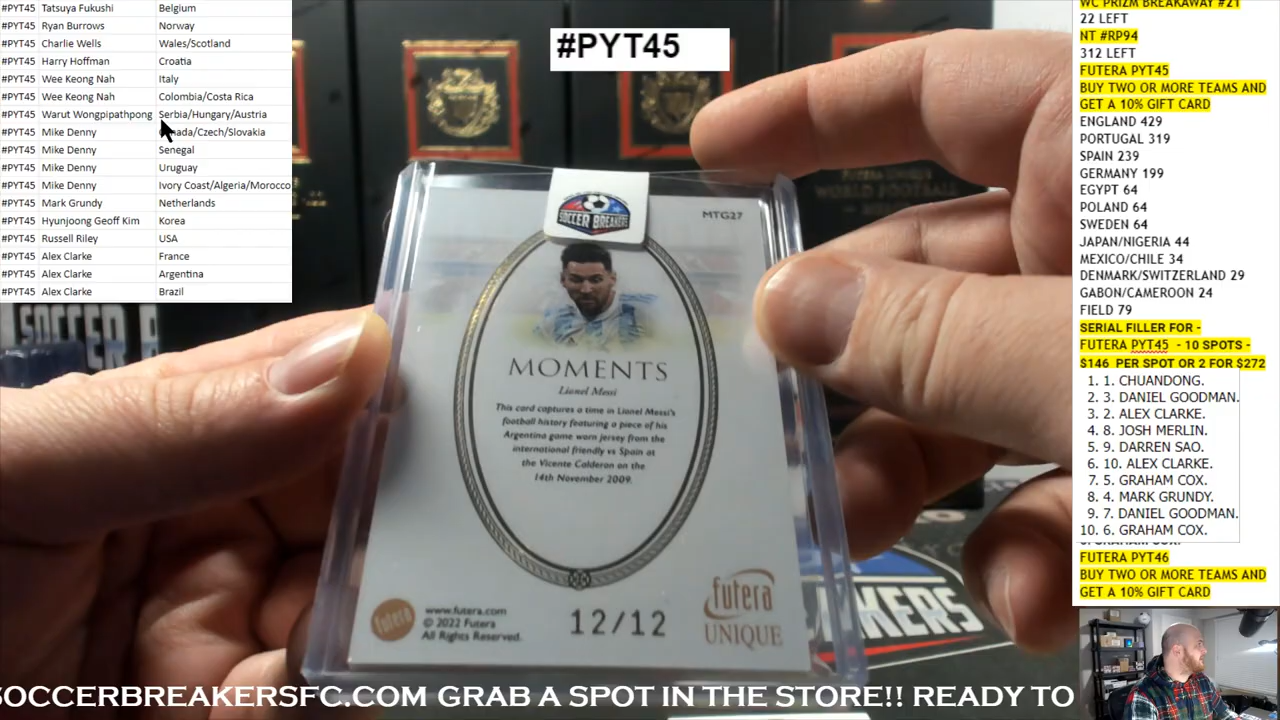 #PYT45 Tatsuya Fukushi Belgium
#PYT45 Ryan Burrows Norway
#PYT45 Charlie Wells Wales/Scotland
#PYT45 Harry Hoffman Croatia
#PYT45 Wee Keong Nah Italy
#PYT45 Wee Keong Nah Colombia/Costa Rica
#PYT45 Warut Wongpipathpong Serbia/Hungary/Austria
#PYT45 Mike Denny Canada/Czech/Slovakia
#PYT45 Mike Denny Senegal
#PYT45 Mike Denny Uruguay
#PYT45 Mike Denny Ivory Coast/Algeria/Morocco
#PYT45 Mark Grundy Netherlands
#PYT45 Hyunjoong Geoff Kim Korea
#PYT45 Russell Riley USA
#PYT45 Alex Clarke France
#PYT45 Alex Clarke Argentina
#PYT45 Alex Clarke Brazil
#PYT45
SOCCER BREAKERS
MTG27
MOMENTS
Lionel Messi
This card captures a time in Lionel Messi's
football history featuring a piece of his
Argentina game worn jersey from the
international friendly vs Spain at
the Vicente Calderon on the
14th November 2009.
futera
www.futera.com
© 2022 Futera
All Rights Reserved.
12/12
futera
UNIQUE
SOCCER
WC PRIZM BREAKAWAY #21
22 LEFT
NT #RP94
312 LEFT
FUTERA PYT45
BUY TWO OR MORE TEAMS AND
GET A 10% GIFT CARD
ENGLAND 429
PORTUGAL 319
SPAIN 239
GERMANY 199
EGYPT 64
POLAND 64
SWEDEN 64
JAPAN/NIGERIA 44
MEXICO/CHILE 34
DENMARK/SWITZERLAND 29
GABON/CAMEROON 24
FIELD 79
SERIAL FILLER FOR -
FUTERA PYT45 - 10 SPOTS -
$146 PER SPOT OR 2 FOR $272
1. 1. CHUANDONG.
2. 3. DANIEL GOODMAN.
3. 2. ALEX CLARKE.
4. 8. JOSH MERLIN.
5. 9. DARREN SAO.
6. 10. ALEX CLARKE.
7. 5. GRAHAM COX.
8. 4. MARK GRUNDY.
9. 7. DANIEL GOODMAN.
10. 6. GRAHAM COX.
FUTERA PYT46
BUY TWO OR MORE TEAMS AND
GET A 10% GIFT CARD
SOCCERBREAKERSFC.COM GRAB A SPOT IN THE STORE!! READY TO